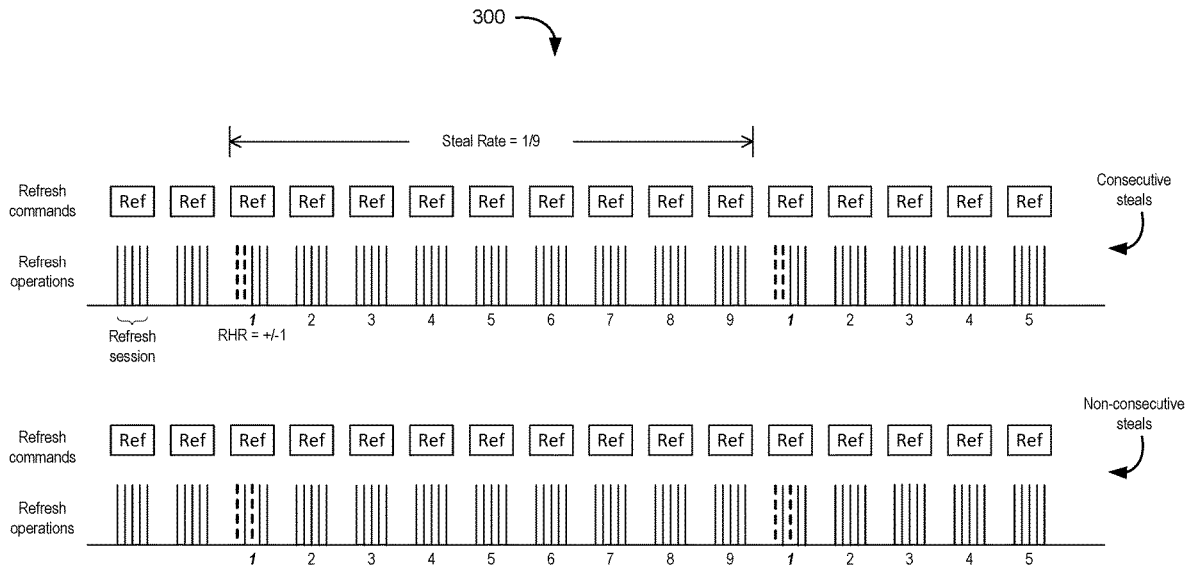 300
Steal Rate = 1/9
Refresh
commands
Ref Ref Ref Ref Ref Ref Ref Ref Ref Ref Ref Ref Ref Ref Ref Ref
Consecutive
steals
Refresh
operations
1 2 3 4 5 6 7 8 9 1 2 3 4 5
Refresh
session
RHR = +/-1
Refresh
commands
Ref Ref Ref Ref Ref Ref Ref Ref Ref Ref Ref Ref Ref Ref Ref Ref
Non-consecutive
steals
Refresh
operations
1 2 3 4 5 6 7 8 9 1 2 3 4 5